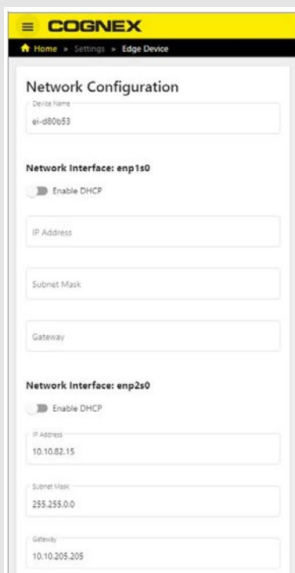 COGNEX
Home » Settings » Edge Device
Network Configuration
Device Name
ei-d80b53
Network Interface: enp1s0
Enable DHCP
IP Address
Subnet Mask
Gateway
Network Interface: enp2s0
Enable DHCP
IP Address
10.10.82.15
Subnet Mask
255.255.0.0
Gateway
10.10.205.205